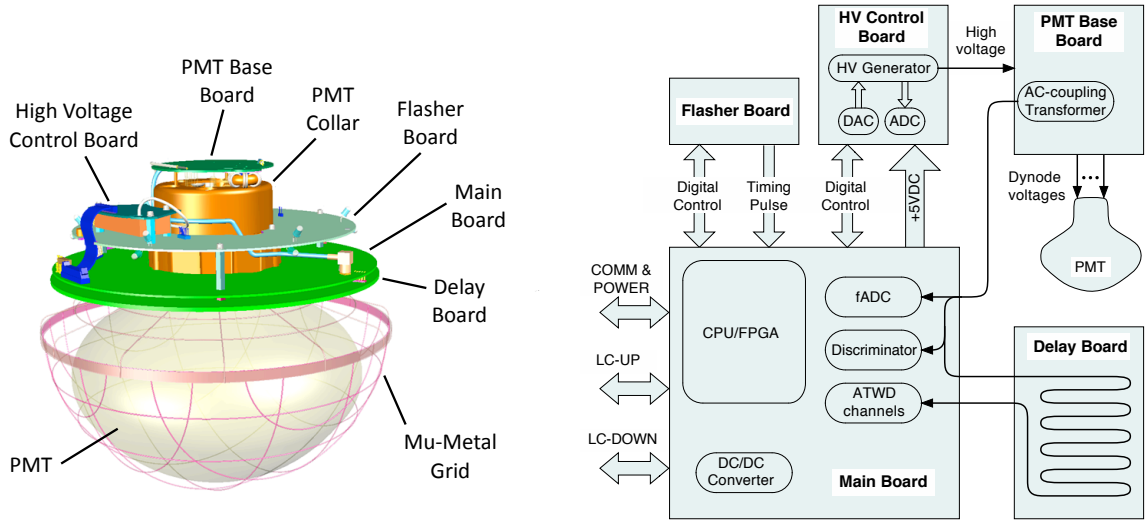 PMT Base
Board
High Voltage
Control Board
PMT
Collar
Flasher
Board
Main
Board
Delay
Board
PMT
Mu-Metal
Grid
HV Control
Board
HV Generator
DAC
ADC
High
voltage
PMT Base
Board
AC-coupling
Transformer
Flasher Board
Digital
Control
Timing
Pulse
Digital
Control
+5VDC
Dynode
voltages
...
PMT
COMM &
POWER
LC-UP
LC-DOWN
CPU/FPGA
fADC
Discriminator
ATWD
channels
DC/DC
Converter
Main Board
Delay Board